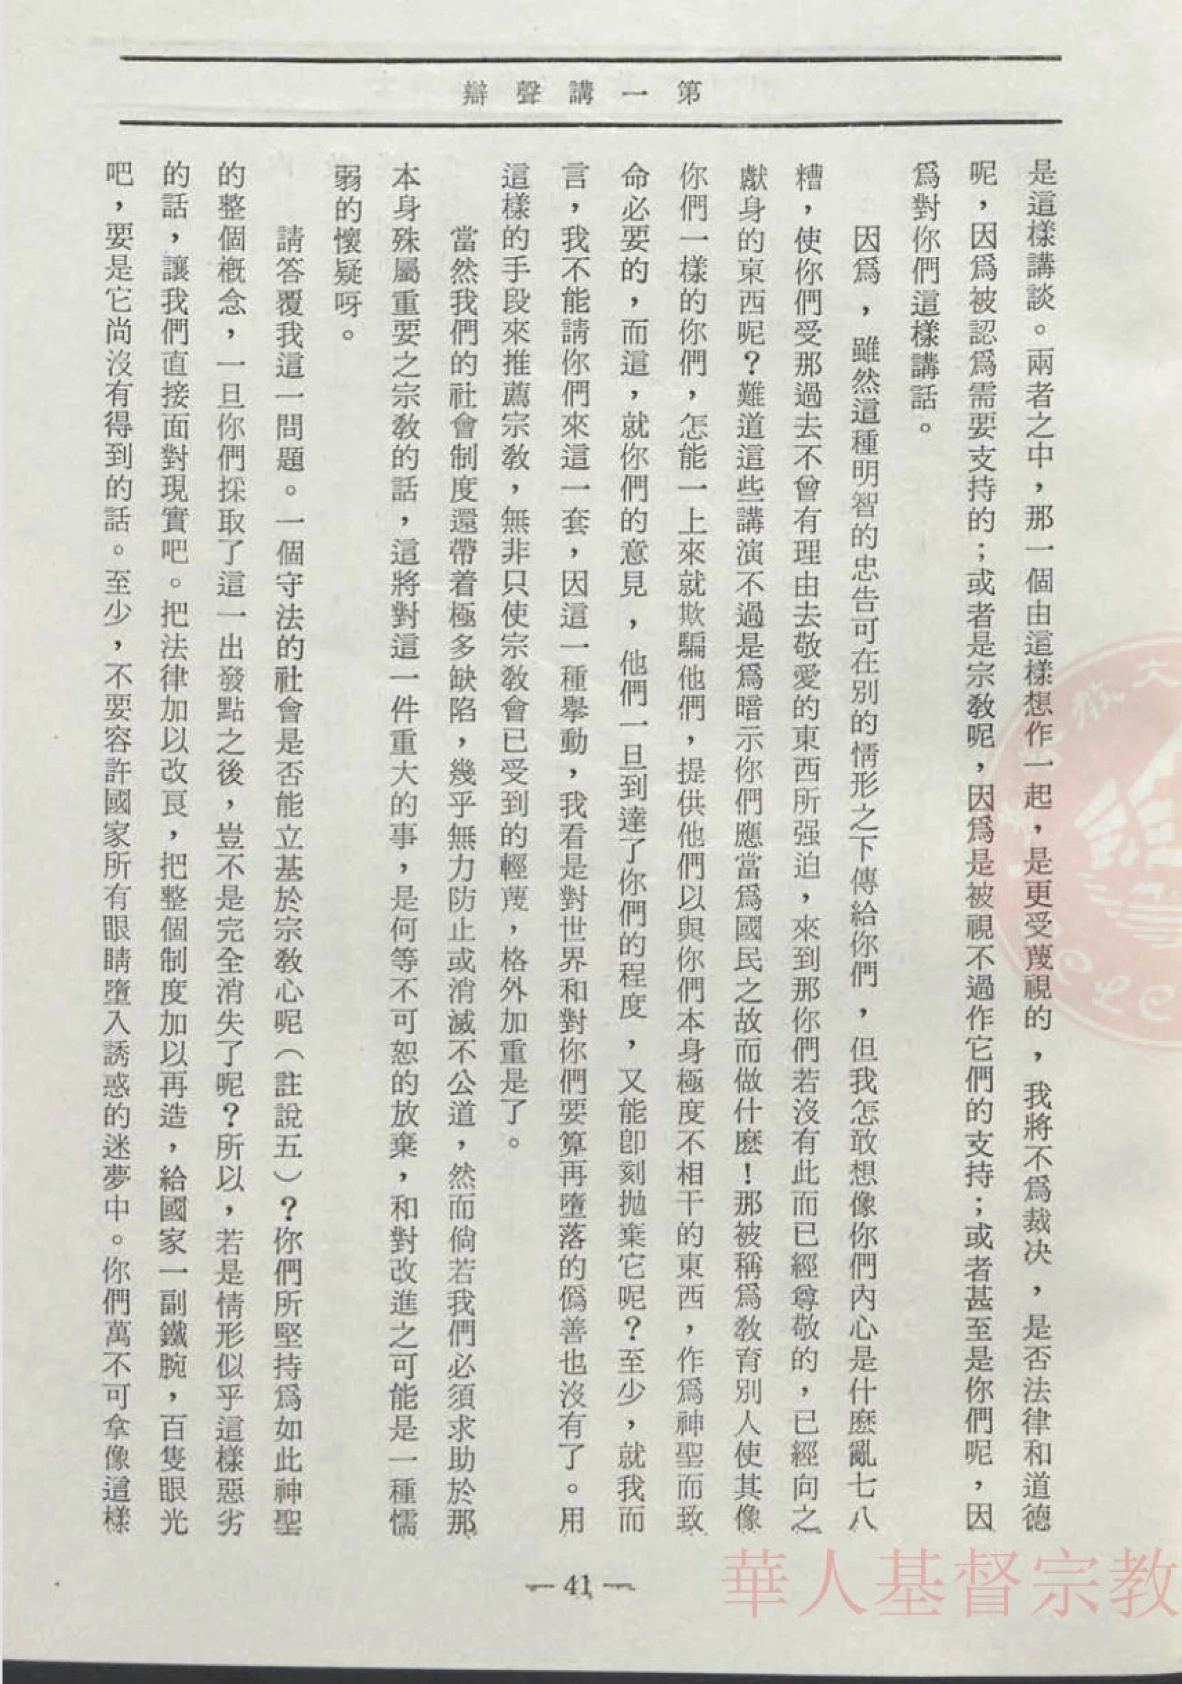 第一講聲辯
是這樣講談。兩者之中，那一個由這樣想作一起，是更受蔑視的，我將不爲裁決，是否法律和道德
呢，因爲被認爲需要支持的；或者是宗教呢，因爲是被視不過作它們的支持；或者甚至是你們呢，因
爲對你們這樣講話。
因爲，雖然這種明智的忠告可在別的情形之下傳給你們，但我怎敢想像你們內心是什麽亂七八
糟，使你們受那過去不曾有理由去敬愛的東西所强迫，來到那你們若沒有此而已經尊敬的，已經向之
獻身的東西呢？難道這些講演不過是爲暗示你們應當爲國民之故而做什麽！那被稱爲教育別人使其像
你們一樣的你們，怎能一上來就欺騙他們，提供他們以與你們本身極度不相干的東西，作爲神聖而致
命必要的，而這，就你們的意見，他們一旦到達了你們的程度，又能卽刻拋棄它呢？至少，就我而
言，我不能請你們來這一套，因這一種舉動，我看是對世界和對你們要算再墮落的僞善也沒有了。用
這樣的手段來推薦宗教，無非只使宗教會已受到的輕蔑，格外加重是了。
當然我們的社會制度還帶着極多缺陷，幾乎無力防止或消滅不公道，然而倘若我們必須求助於那
本身殊屬重要之宗教的話，這將對這一件重大的事，是何等不可恕的放棄，和對改進之可能是一種懦
弱的懷疑呀。
請答覆我這一問題。一個守法的社會是否能立基於宗教心呢（註說五）？你們所堅持爲如此神聖
的整個槪念，一旦你們採取了這一出發點之後，豈不是完全消失了呢？所以，若是情形似乎這樣惡劣
的話，讓我們直接面對現實吧。把法律加以改良，把整個制度加以再造，給國家一副鐵腕，百隻眼光
吧，要是它尚沒有得到的話。至少，不要容許國家所有眼睛墮入誘惑的迷夢中。你們萬不可拿像這樣
— 41 —
華人基督宗教